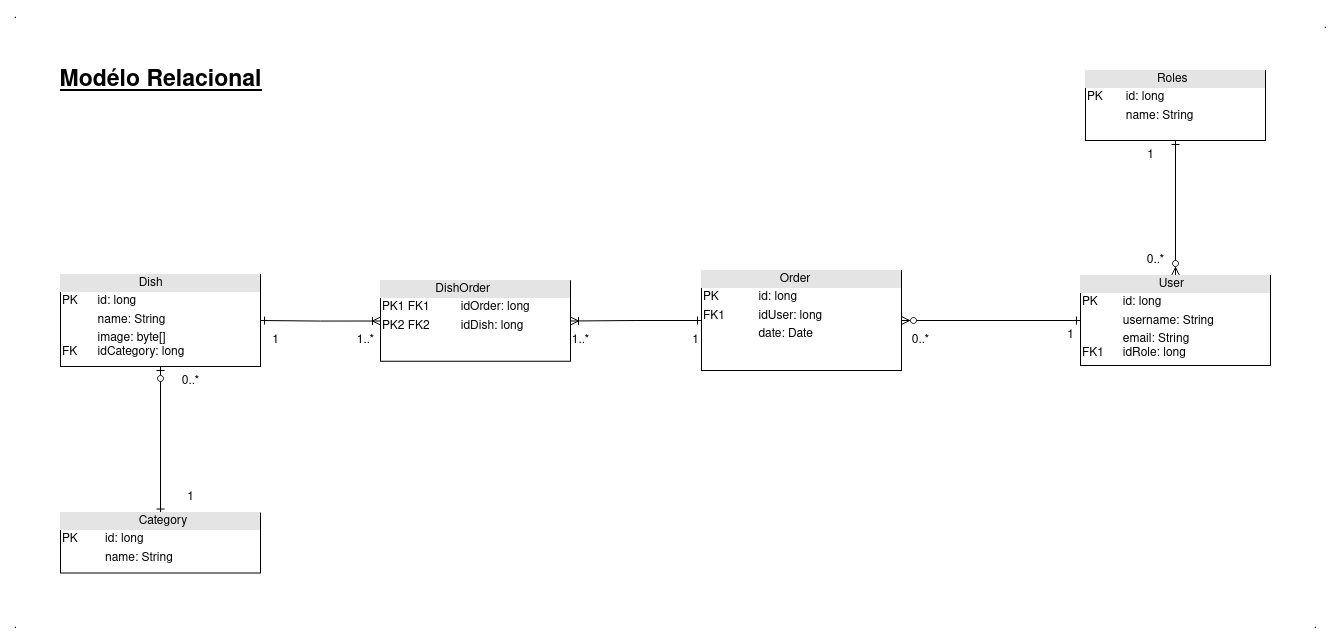 Modélo Relacional
Roles
PK id: long
name: String
1
0..*
Dish
PK id: long
name: String
image: byte[]
FK idCategory: long
1
1..*
DishOrder
PK1 FK1 idOrder: long
PK2 FK2 idDish: long
1..*
1
Order
PK id: long
FK1 idUser: long
date: Date
0..*
1
User
PK id: long
username: String
email: String
FK1 idRole: long
0..*
1
Category
PK id: long
name: String